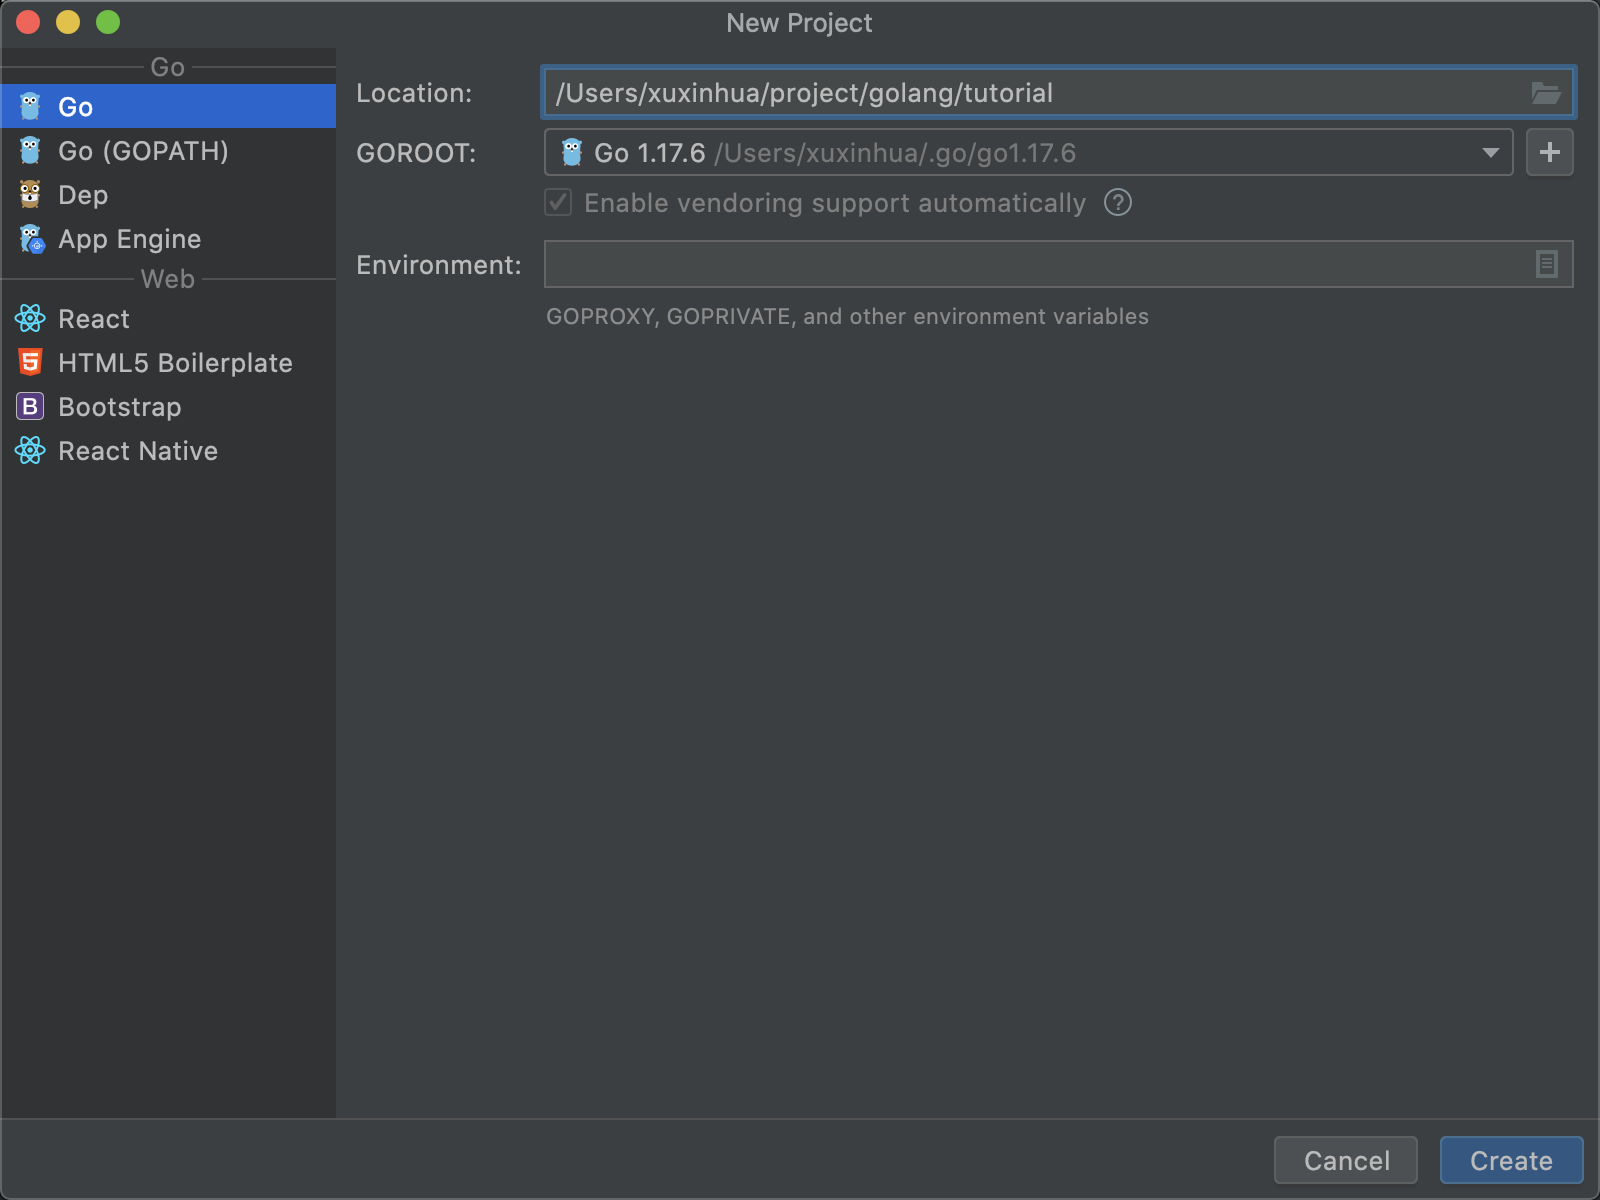 New Project
Go
Go
Go (GOPATH)
Dep
App Engine
Web
React
HTML5 Boilerplate
B Bootstrap
React Native
Location: /Users/xuxinhua/project/golang/tutorial
GOROOT: Go 1.17.6 /Users/xuxinhua/.go/go1.17.6
Enable vendoring support automatically ?
Environment:
GOPROXY, GOPRIVATE, and other environment variables
Cancel Create